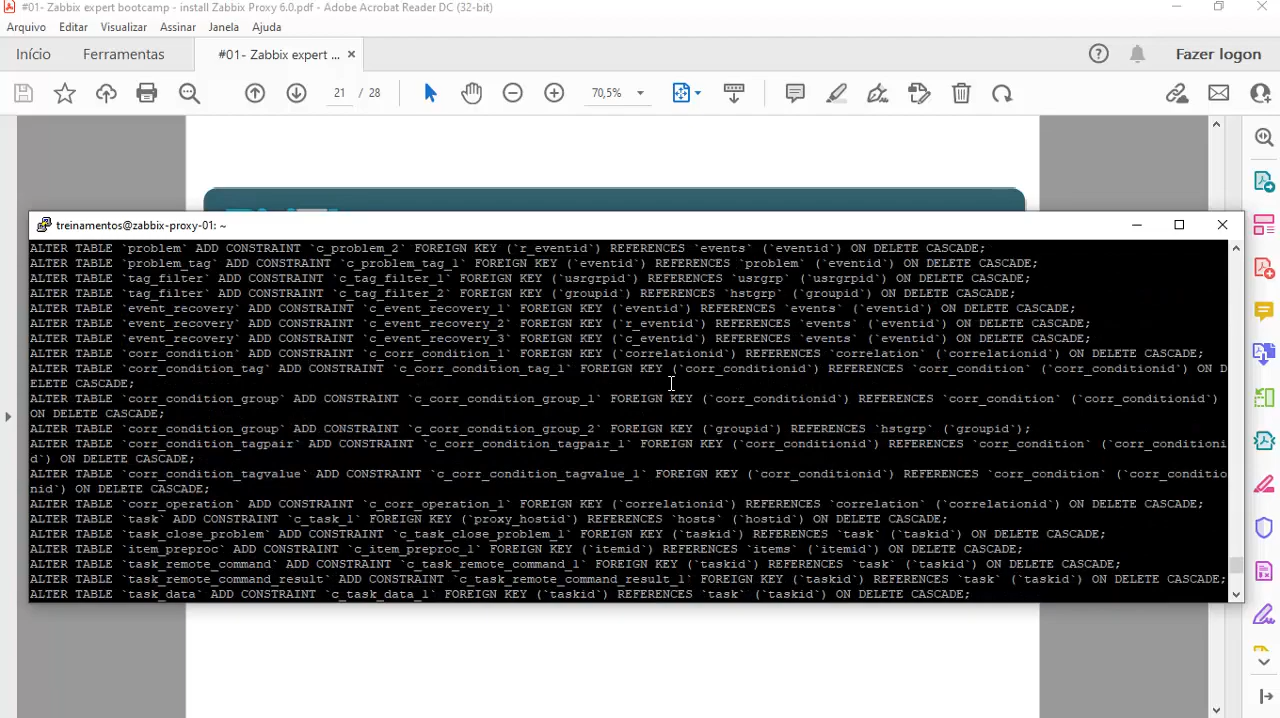 #01- Zabbix expert bootcamp - install Zabbix Proxy 6.0.pdf - Adobe Acrobat Reader DC (32-bit)
Arquivo Editar Visualizar Assinar Janela Ajuda
Início Ferramentas #01- Zabbix expert ... × Fazer logon
21 / 28 70,5%
treinamentos@zabbix-proxy-01: ~
ALTER TABLE `problem` ADD CONSTRAINT `c_problem_2` FOREIGN KEY (`r_eventid`) REFERENCES `events` (`eventid`) ON DELETE CASCADE;
ALTER TABLE `problem_tag` ADD CONSTRAINT `c_problem_tag_1` FOREIGN KEY (`eventid`) REFERENCES `problem` (`eventid`) ON DELETE CASCADE;
ALTER TABLE `tag_filter` ADD CONSTRAINT `c_tag_filter_1` FOREIGN KEY (`usrgrpid`) REFERENCES `usrgrp` (`usrgrpid`) ON DELETE CASCADE;
ALTER TABLE `tag_filter` ADD CONSTRAINT `c_tag_filter_2` FOREIGN KEY (`groupid`) REFERENCES `hstgrp` (`groupid`) ON DELETE CASCADE;
ALTER TABLE `event_recovery` ADD CONSTRAINT `c_event_recovery_1` FOREIGN KEY (`eventid`) REFERENCES `events` (`eventid`) ON DELETE CASCADE;
ALTER TABLE `event_recovery` ADD CONSTRAINT `c_event_recovery_2` FOREIGN KEY (`r_eventid`) REFERENCES `events` (`eventid`) ON DELETE CASCADE;
ALTER TABLE `event_recovery` ADD CONSTRAINT `c_event_recovery_3` FOREIGN KEY (`c_eventid`) REFERENCES `events` (`eventid`) ON DELETE CASCADE;
ALTER TABLE `corr_condition` ADD CONSTRAINT `c_corr_condition_1` FOREIGN KEY (`correlationid`) REFERENCES `correlation` (`correlationid`) ON DELETE CASCADE;
ALTER TABLE `corr_condition_tag` ADD CONSTRAINT `c_corr_condition_tag_1` FOREIGN KEY (`corr_conditionid`) REFERENCES `corr_condition` (`corr_conditionid`) ON D
ELETE CASCADE;
ALTER TABLE `corr_condition_group` ADD CONSTRAINT `c_corr_condition_group_1` FOREIGN KEY (`corr_conditionid`) REFERENCES `corr_condition` (`corr_conditionid`)
ON DELETE CASCADE;
ALTER TABLE `corr_condition_group` ADD CONSTRAINT `c_corr_condition_group_2` FOREIGN KEY (`groupid`) REFERENCES `hstgrp` (`groupid`);
ALTER TABLE `corr_condition_tagpair` ADD CONSTRAINT `c_corr_condition_tagpair_1` FOREIGN KEY (`corr_conditionid`) REFERENCES `corr_condition` (`corr_conditioni
d`) ON DELETE CASCADE;
ALTER TABLE `corr_condition_tagvalue` ADD CONSTRAINT `c_corr_condition_tagvalue_1` FOREIGN KEY (`corr_conditionid`) REFERENCES `corr_condition` (`corr_conditio
nid`) ON DELETE CASCADE;
ALTER TABLE `corr_operation` ADD CONSTRAINT `c_corr_operation_1` FOREIGN KEY (`correlationid`) REFERENCES `correlation` (`correlationid`) ON DELETE CASCADE;
ALTER TABLE `task` ADD CONSTRAINT `c_task_1` FOREIGN KEY (`proxy_hostid`) REFERENCES `hosts` (`hostid`) ON DELETE CASCADE;
ALTER TABLE `task_close_problem` ADD CONSTRAINT `c_task_close_problem_1` FOREIGN KEY (`taskid`) REFERENCES `task` (`taskid`) ON DELETE CASCADE;
ALTER TABLE `item_preproc` ADD CONSTRAINT `c_item_preproc_1` FOREIGN KEY (`itemid`) REFERENCES `items` (`itemid`) ON DELETE CASCADE;
ALTER TABLE `task_remote_command` ADD CONSTRAINT `c_task_remote_command_1` FOREIGN KEY (`taskid`) REFERENCES `task` (`taskid`) ON DELETE CASCADE;
ALTER TABLE `task_remote_command_result` ADD CONSTRAINT `c_task_remote_command_result_1` FOREIGN KEY (`taskid`) REFERENCES `task` (`taskid`) ON DELETE CASCADE;
ALTER TABLE `task_data` ADD CONSTRAINT `c_task_data_1` FOREIGN KEY (`taskid`) REFERENCES `task` (`taskid`) ON DELETE CASCADE;